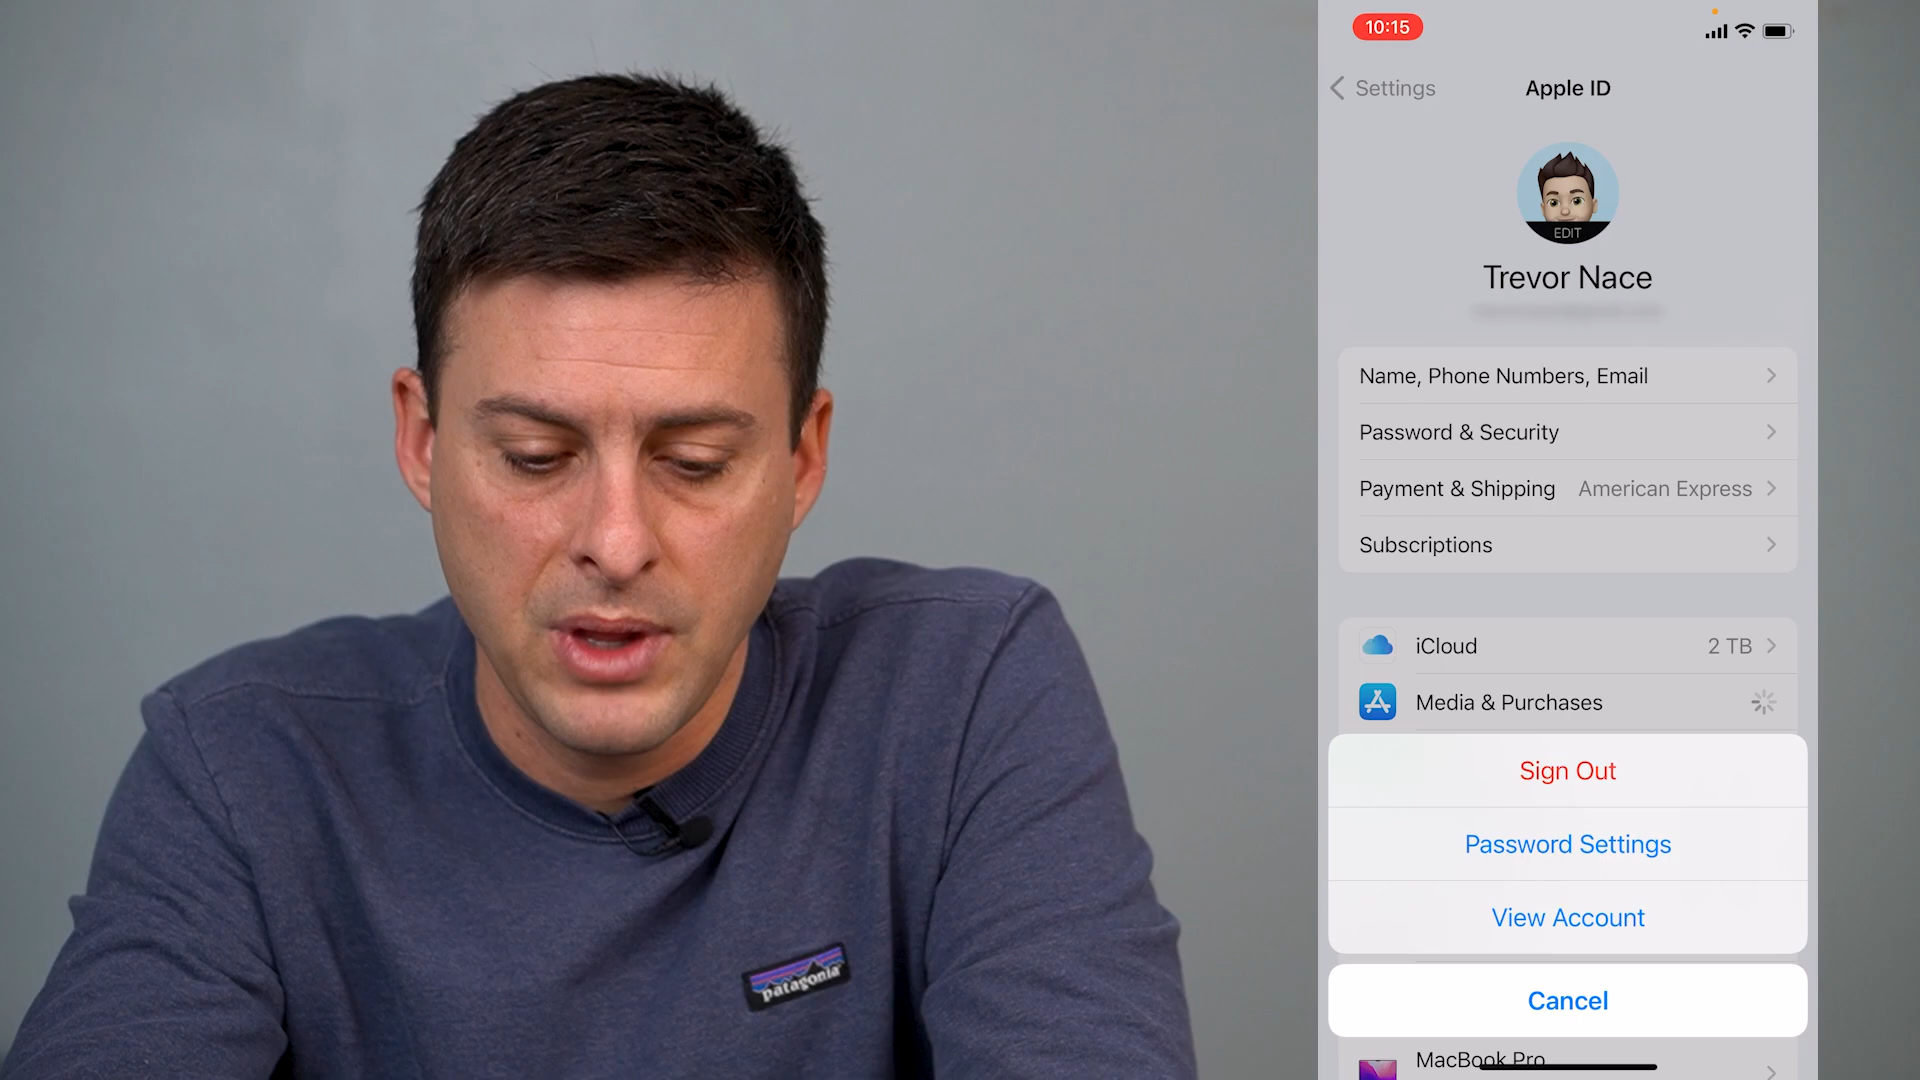 10:15
Settings
Apple ID
EDIT
Trevor Nace
Name, Phone Numbers, Email
Password & Security
Payment & Shipping American Express
Subscriptions
iCloud 2 TB
Media & Purchases
Sign Out
Password Settings
View Account
Cancel
MacBook Pro
patagonia